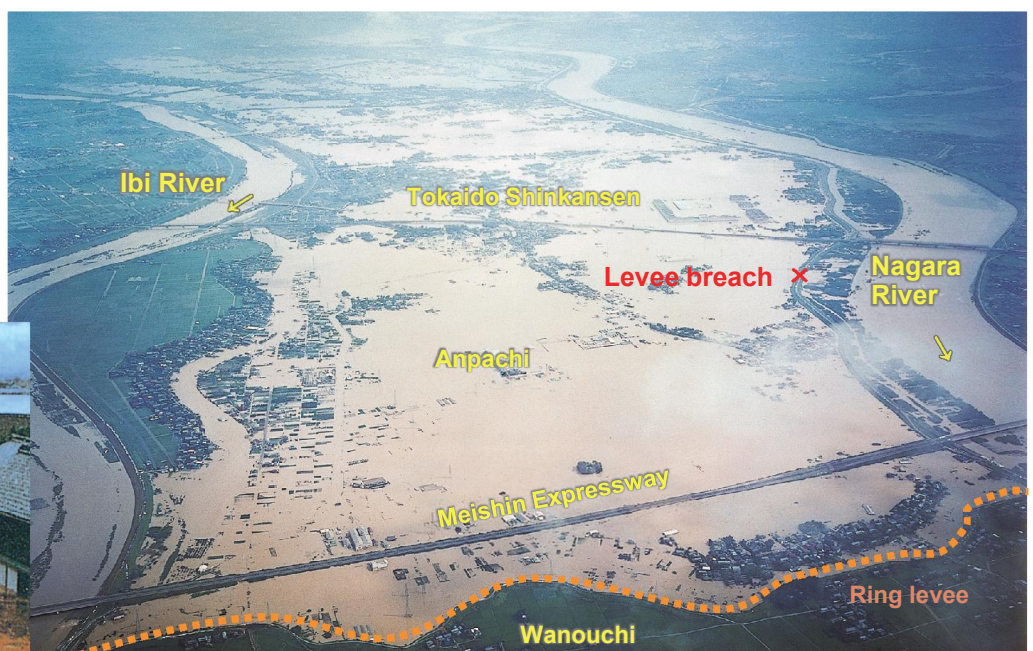 Ibi River
Tokaido Shinkansen
Levee breach ×
Nagara
River
Anpachi
Meishin Expressway
Ring levee
Wanouchi